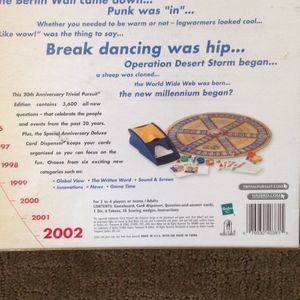 the Berlin Wall came down...
Punk was "in"...
Whether you needed to be warm or not – legwarmers looked cool...
Like wow!" was the thing to say...
Break dancing was hip...
Operation Desert Storm began...
a sheep was cloned...
the World Wide Web was born...
the new millennium began?
This 20th Anniversary Trivial Pursuit
Edition contains 3,600 all-new
questions that celebrate the
people and events from the past 20 years.
Plus, the Special Anniversary Deluxe
Card Dispenser keeps your cards
organized so you can focus on the
fun. Choose from six exciting new
categories such as:
• Global View • The Written Word • Sound & Screen
• Innovations • News • Game Time
1997
1998
1999
2000
2001
2002
For 2 to 6 players or teams / Adults
CONTENTS: Gameboard, Card dispenser, Question-and-answer cards,
1 Die, 6 Tokens, 36 Scoring wedges, Instructions
Hasbro
TRIVIALPURSUIT.COM
HASBRO.COM